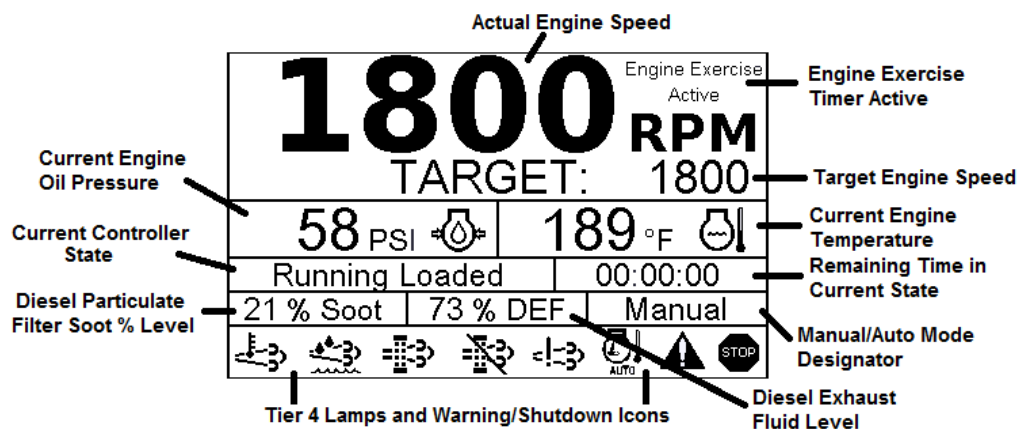 Actual Engine Speed
1800
Engine Exercise
Active
RPM
TARGET: 1800
Engine Exercise
Timer Active
Current Engine
Oil Pressure
Target Engine Speed
58 PSI
189 °F
Current Engine
Temperature
Current Controller
State
Running Loaded
00:00:00
Remaining Time in
Current State
Diesel Particulate
Filter Soot % Level
21 % Soot
73 % DEF
Manual
Manual/Auto Mode
Designator
AUTO
STOP
Tier 4 Lamps and Warning/Shutdown Icons
Diesel Exhaust
Fluid Level